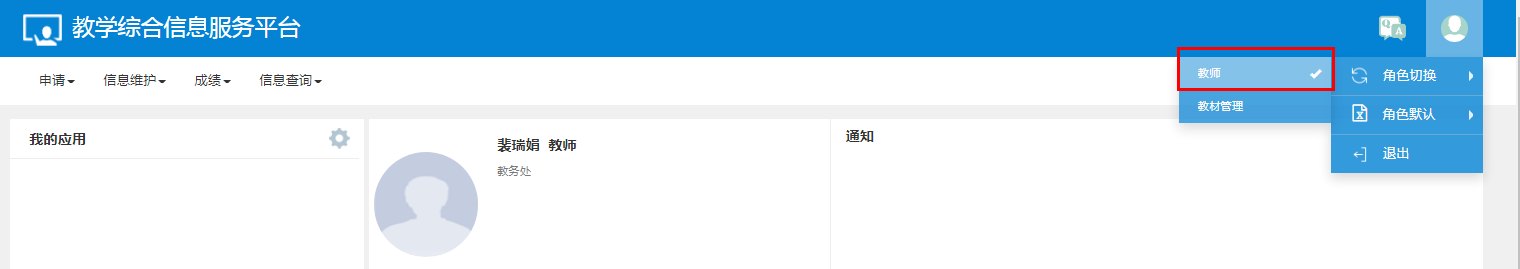 教学综合信息服务平台
Q A
申请
信息维护
成绩
信息查询
教师
教材管理
角色切换
角色默认
退出
我的应用
裴瑞娟 教师
教务处
通知